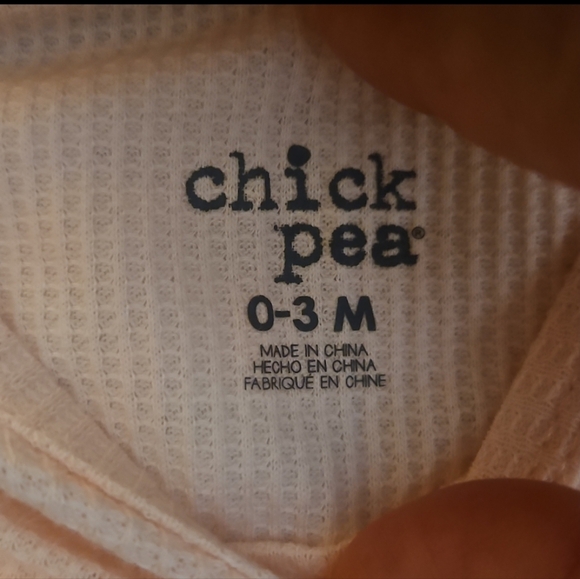 chick
pea®
0-3 M
MADE IN CHINA
HECHO EN CHINA
FABRIQUÉ EN CHINE